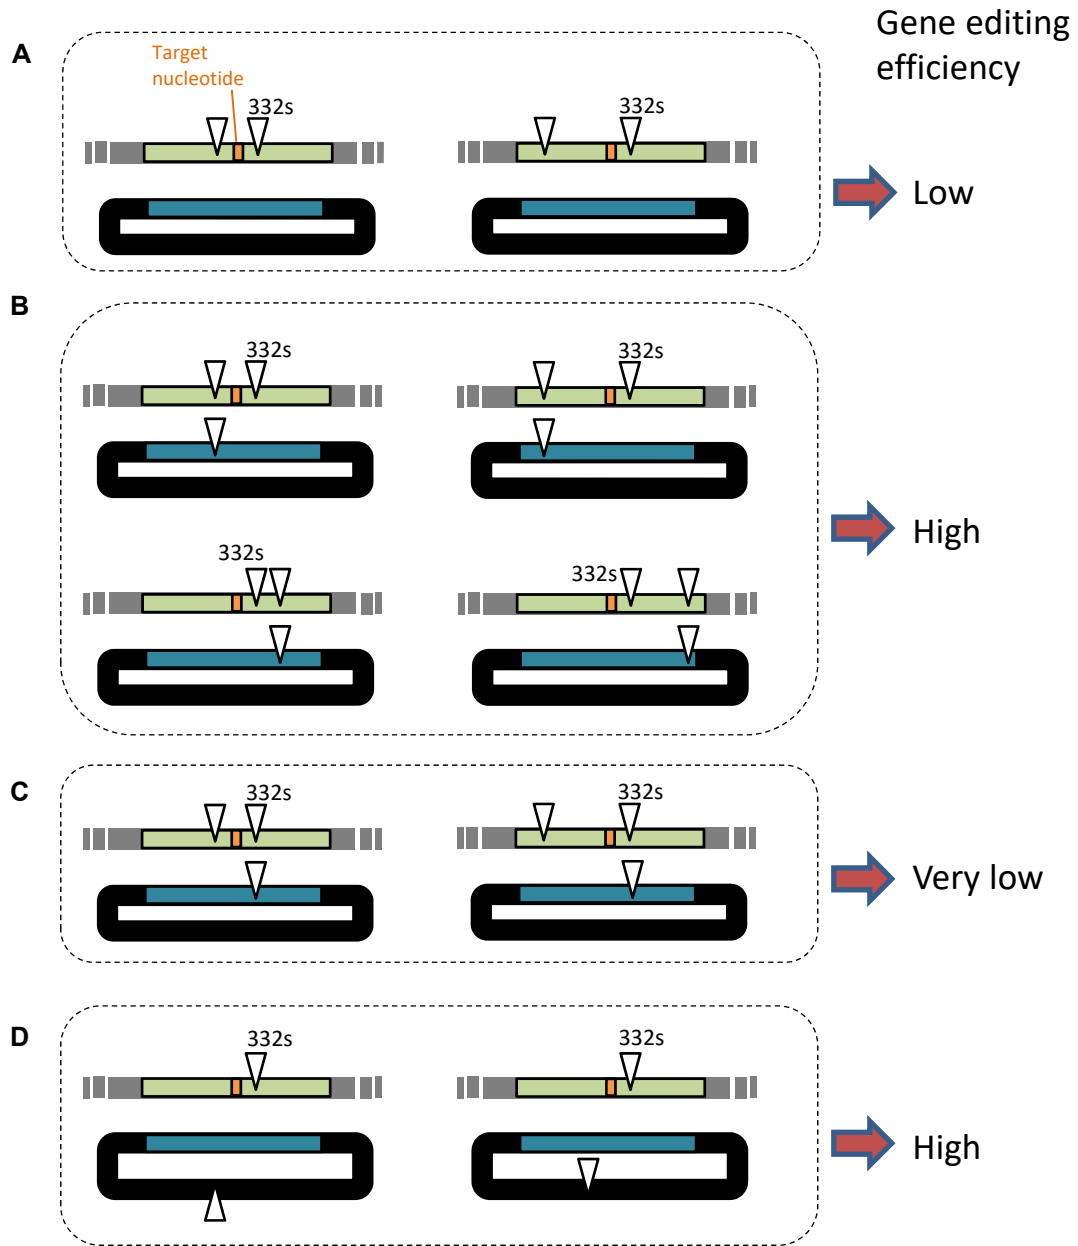 Gene editing
efficiency
A
Target
nucleotide
332s
332s
Low
B
332s
332s
332s
332s
High
C
332s
332s
Very low
D
332s
332s
High